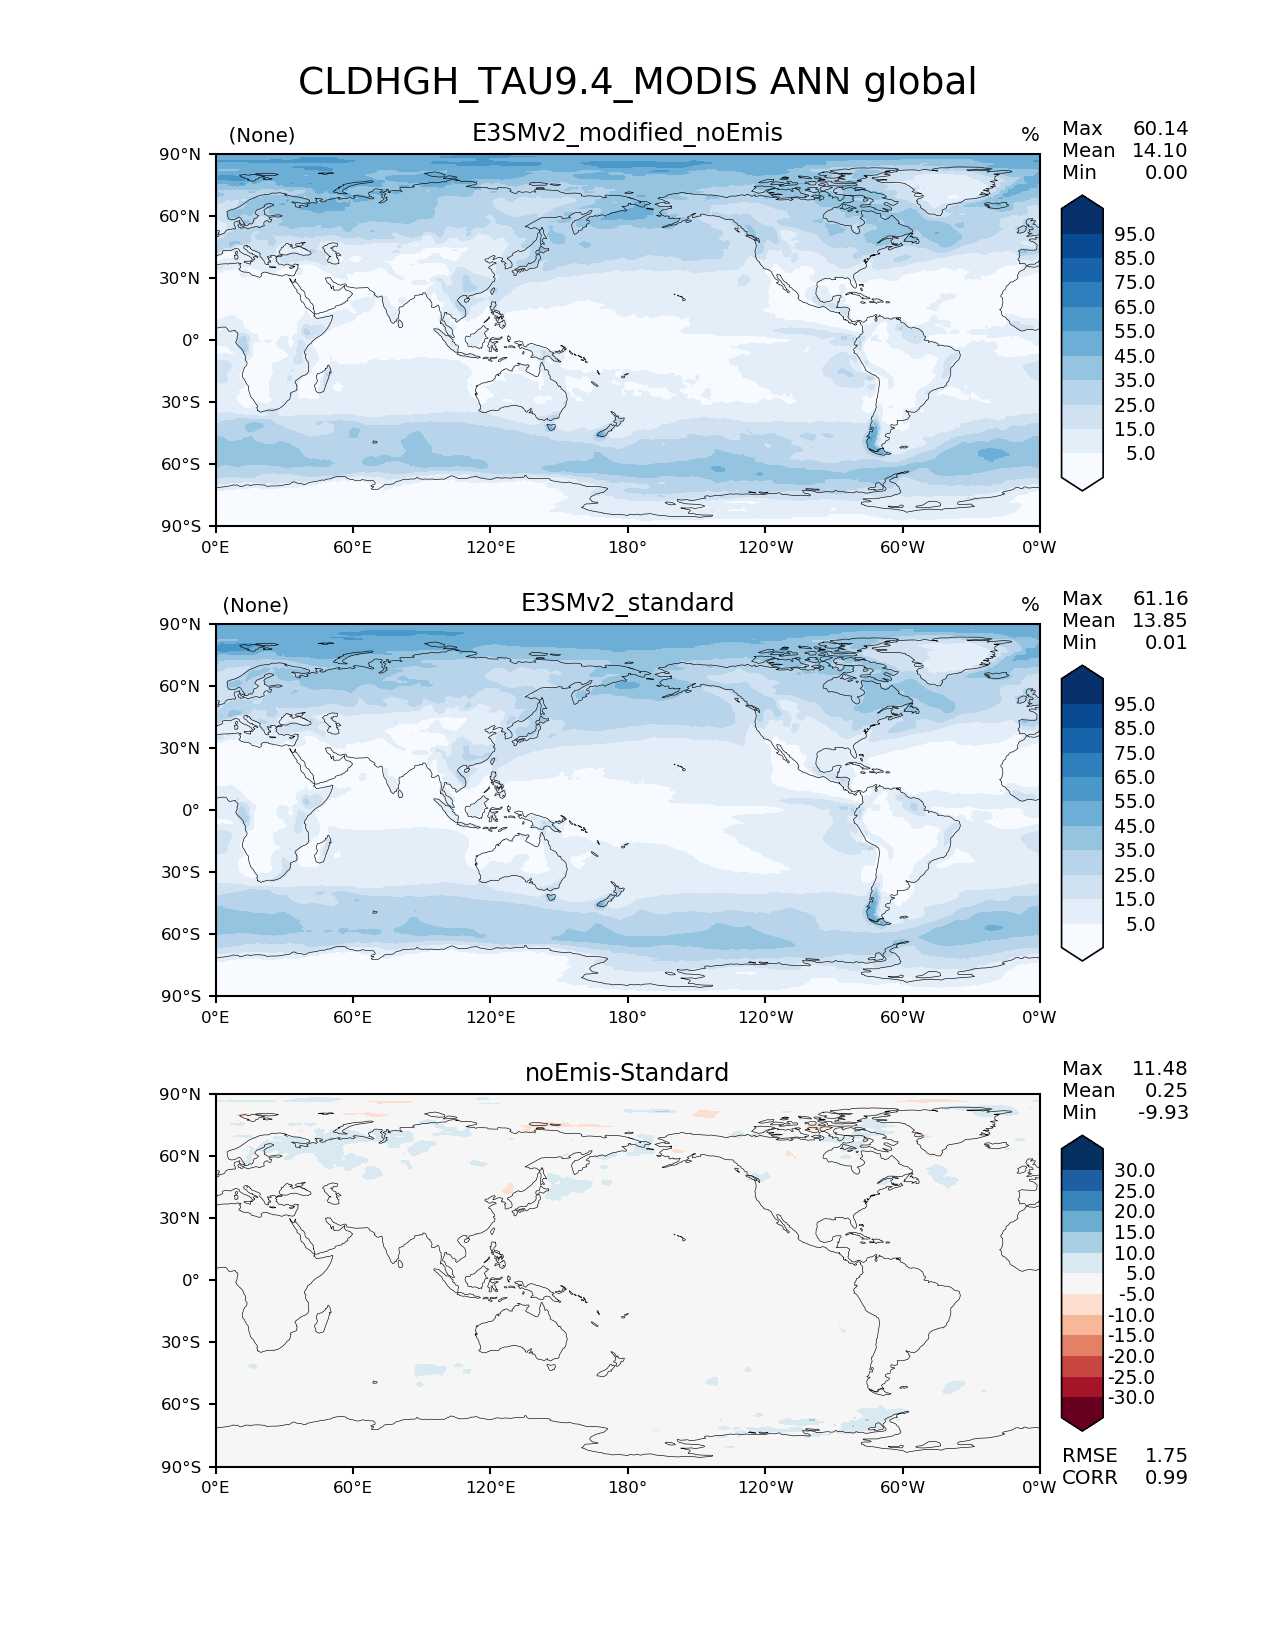 CLDHGH_TAU9.4_MODIS ANN global
(None) E3SMv2_modified_noEmis %
Max 60.14
Mean 14.10
Min 0.00
90°N
60°N
30°N
0°
30°S
60°S
90°S
0°E 60°E 120°E 180° 120°W 60°W 0°W
95.0
85.0
75.0
65.0
55.0
45.0
35.0
25.0
15.0
5.0
(None) E3SMv2_standard %
Max 61.16
Mean 13.85
Min 0.01
90°N
60°N
30°N
0°
30°S
60°S
90°S
0°E 60°E 120°E 180° 120°W 60°W 0°W
95.0
85.0
75.0
65.0
55.0
45.0
35.0
25.0
15.0
5.0
noEmis-Standard
Max 11.48
Mean 0.25
Min -9.93
90°N
60°N
30°N
0°
30°S
60°S
90°S
0°E 60°E 120°E 180° 120°W 60°W 0°W
30.0
25.0
20.0
15.0
10.0
5.0
-5.0
-10.0
-15.0
-20.0
-25.0
-30.0
RMSE 1.75
CORR 0.99